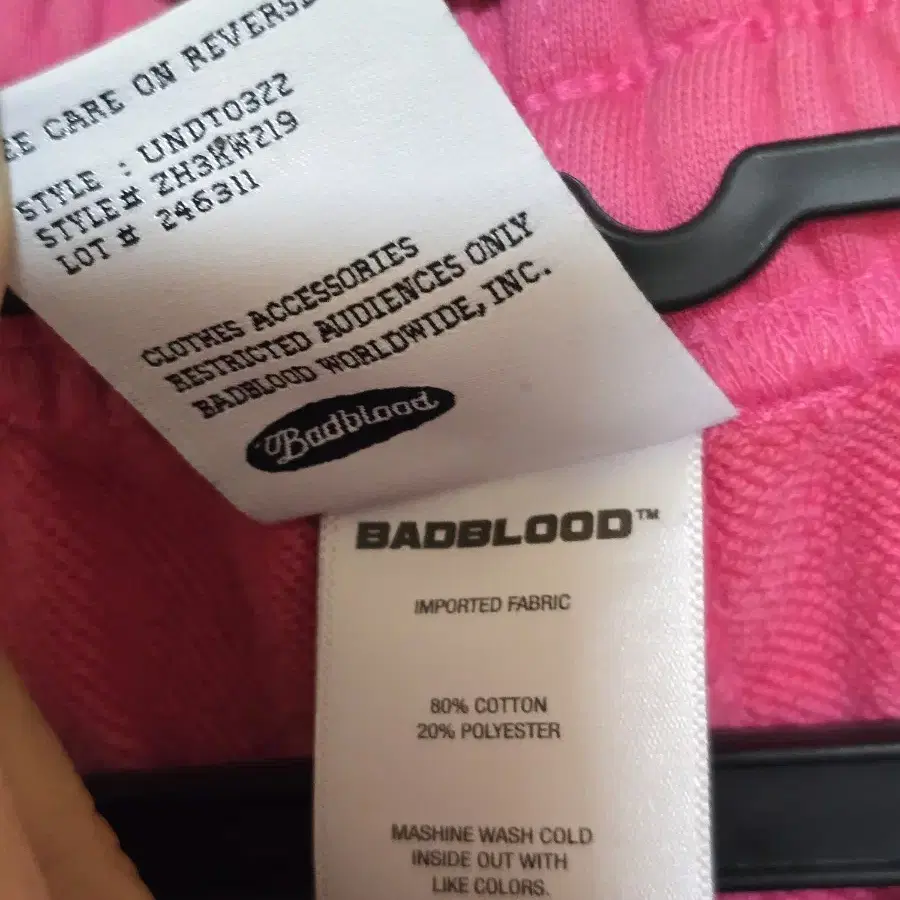 CARE ON REVERSE
STYLE : UNDT0322
STYLE# ZH3KW219
LOT # 246311
CLOTHES ACCESSORIES
RESTRICTED AUDIENCES ONLY
BADBLOOD WORLDWIDE, INC.
Badblood
BADBLOOD™
IMPORTED FABRIC
80% COTTON
20% POLYESTER
MASHINE WASH COLD
INSIDE OUT WITH
LIKE COLORS.